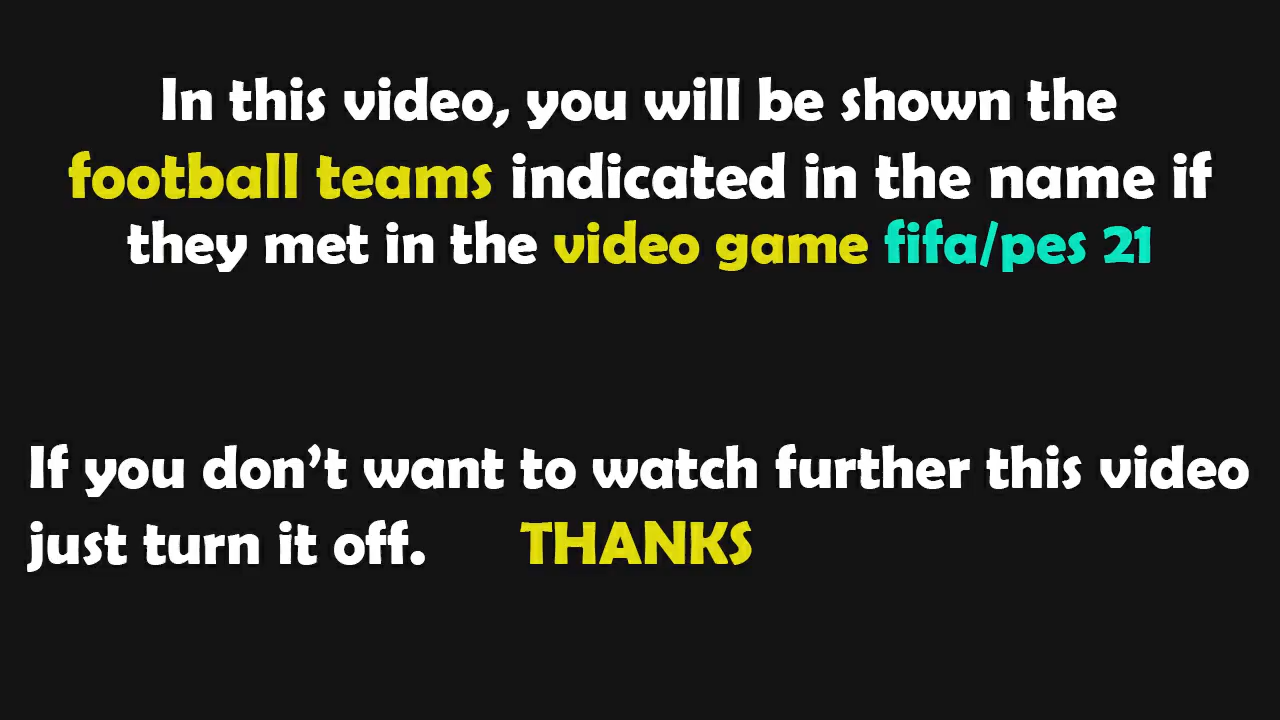 In this video, you will be shown the
football teams indicated in the name if
they met in the video game fifa/pes 21
If you don't want to watch further this video
just turn it off. THANKS